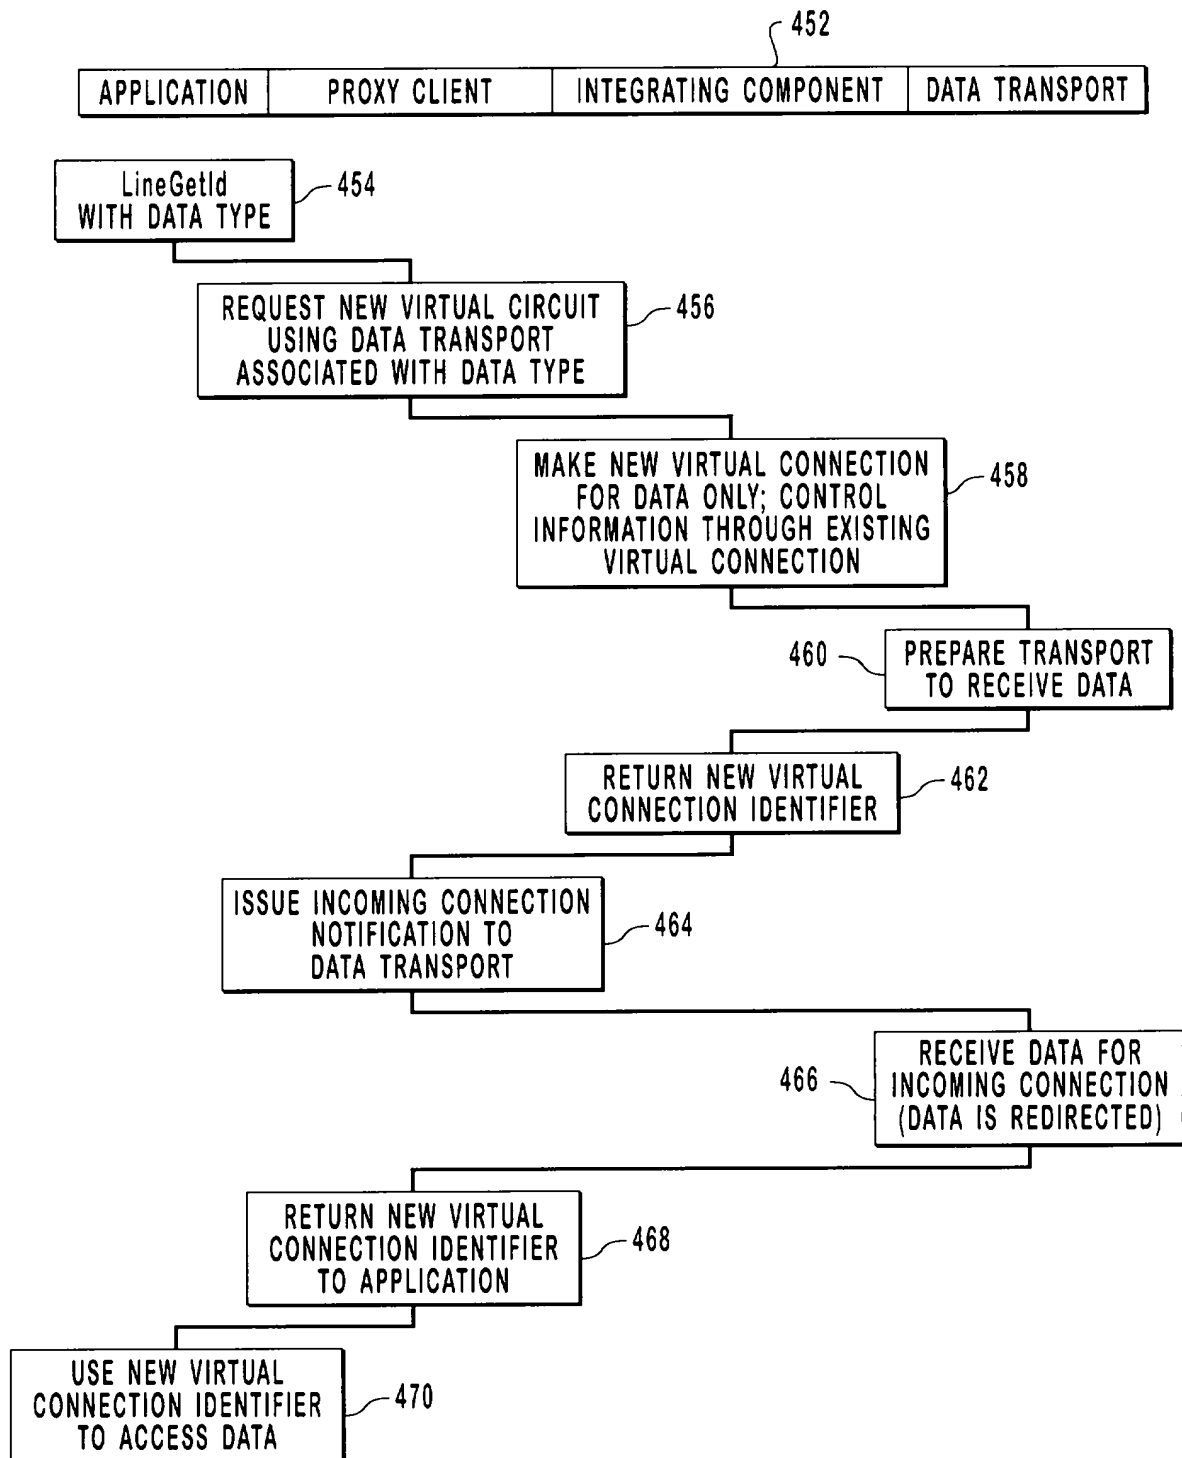 452
APPLICATION PROXY CLIENT INTEGRATING COMPONENT DATA TRANSPORT
LineGetId
WITH DATA TYPE
454
REQUEST NEW VIRTUAL CIRCUIT
USING DATA TRANSPORT
ASSOCIATED WITH DATA TYPE
456
MAKE NEW VIRTUAL CONNECTION
FOR DATA ONLY; CONTROL
INFORMATION THROUGH EXISTING
VIRTUAL CONNECTION
458
460
PREPARE TRANSPORT
TO RECEIVE DATA
RETURN NEW VIRTUAL
CONNECTION IDENTIFIER
462
ISSUE INCOMING CONNECTION
NOTIFICATION TO
DATA TRANSPORT
464
466
RECEIVE DATA FOR
INCOMING CONNECTION
(DATA IS REDIRECTED)
RETURN NEW VIRTUAL
CONNECTION IDENTIFIER
TO APPLICATION
468
USE NEW VIRTUAL
CONNECTION IDENTIFIER
TO ACCESS DATA
470